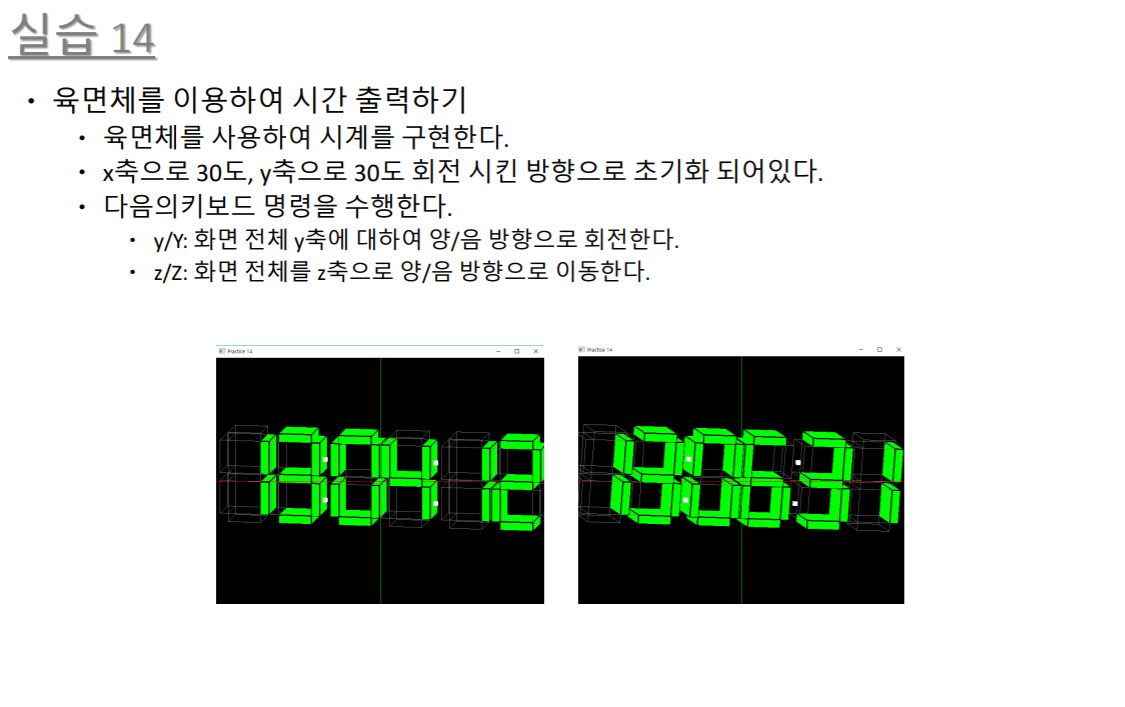 실습 14
• 육면체를 이용하여 시간 출력하기
• 육면체를 사용하여 시계를 구현한다.
• x축으로 30도, y축으로 30도 회전 시킨 방향으로 초기화 되어있다.
• 다음의키보드 명령을 수행한다.
• y/Y: 화면 전체 y축에 대하여 양/음 방향으로 회전한다.
• z/Z: 화면 전체를 z축으로 양/음 방향으로 이동한다.
Practice 14
Practice 14
13:04:12
13:06:31